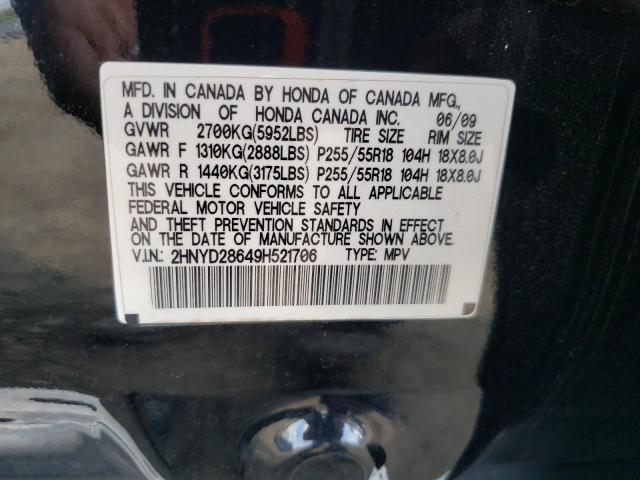 MFD. IN CANADA BY HONDA OF CANADA MFG.,
A DIVISION OF HONDA CANADA INC. 06/09
GVWR 2700KG(5952LBS) TIRE SIZE RIM SIZE
GAWR F 1310KG(2888LBS) P255/55R18 104H 18X8.0J
GAWR R 1440KG(3175LBS) P255/55R18 104H 18X8.0J
THIS VEHICLE CONFORMS TO ALL APPLICABLE
FEDERAL MOTOR VEHICLE SAFETY
AND THEFT PREVENTION STANDARDS IN EFFECT
ON THE DATE OF MANUFACTURE SHOWN ABOVE.
V.I.N.: 2HNYD28649H521706 TYPE: MPV